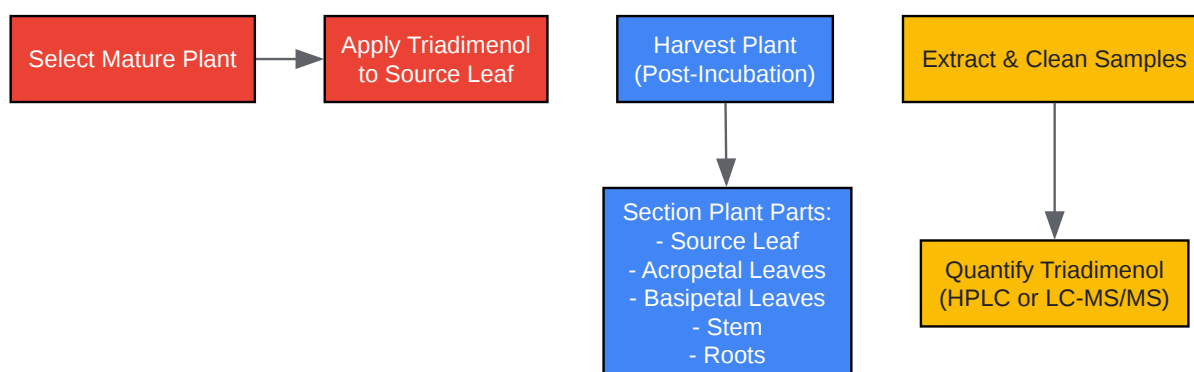 Select Mature Plant
Apply Triadimenol
to Source Leaf
Harvest Plant
(Post-Incubation)
Extract & Clean Samples
Section Plant Parts:
- Source Leaf
- Acropetal Leaves
- Basipetal Leaves
- Stem
- Roots
Quantify Triadimenol
(HPLC or LC-MS/MS)